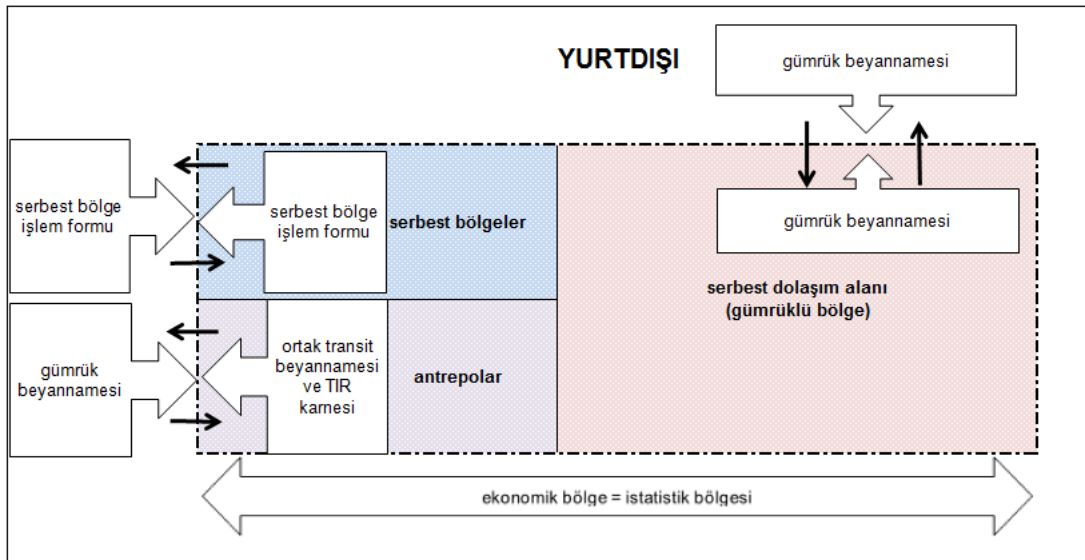 YURTDIŞI
gümrük beyannamesi
serbest bölge
işlem formu
serbest bölge
işlem formu
serbest bölgeler
gümrük beyannamesi
serbest dolaşım alanı
(gümrüklü bölge)
gümrük
beyannamesi
ortak transit
beyannamesi
ve TIR
karnesi
antrepolar
ekonomik bölge = istatistik bölgesi